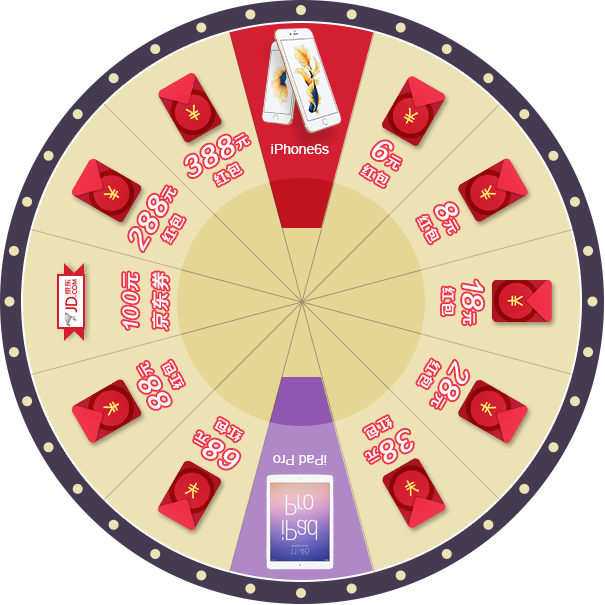 iPhone6s
6元
红包
8元
红包
18元
红包
28元
红包
38元
红包
iPad Pro
iPad
Pro
68元
红包
88元
红包
100元
京东券
京东
JD.COM
288元
红包
388元
红包